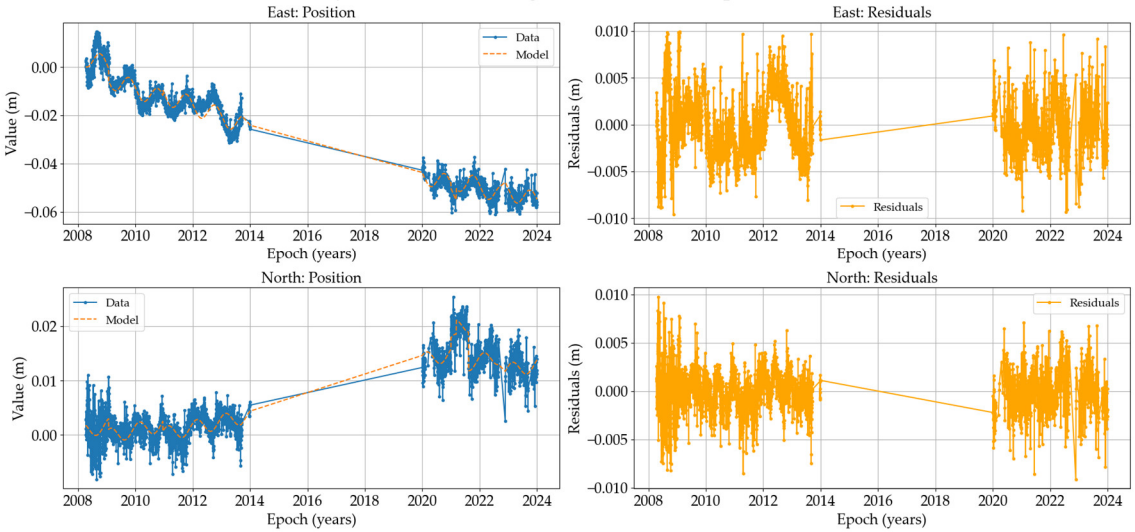 East: Position
0.00
−0.02
−0.04
−0.06
Value (m)
Data
Model
2008 2010 2012 2014 2016 2018 2020 2022 2024
Epoch (years)
East: Residuals
0.010
0.005
0.000
−0.005
−0.010
Residuals (m)
Residuals
2008 2010 2012 2014 2016 2018 2020 2022 2024
Epoch (years)
North: Position
0.02
0.01
0.00
Value (m)
Data
Model
2008 2010 2012 2014 2016 2018 2020 2022 2024
Epoch (years)
North: Residuals
0.010
0.005
0.000
−0.005
−0.010
Residuals (m)
Residuals
2008 2010 2012 2014 2016 2018 2020 2022 2024
Epoch (years)